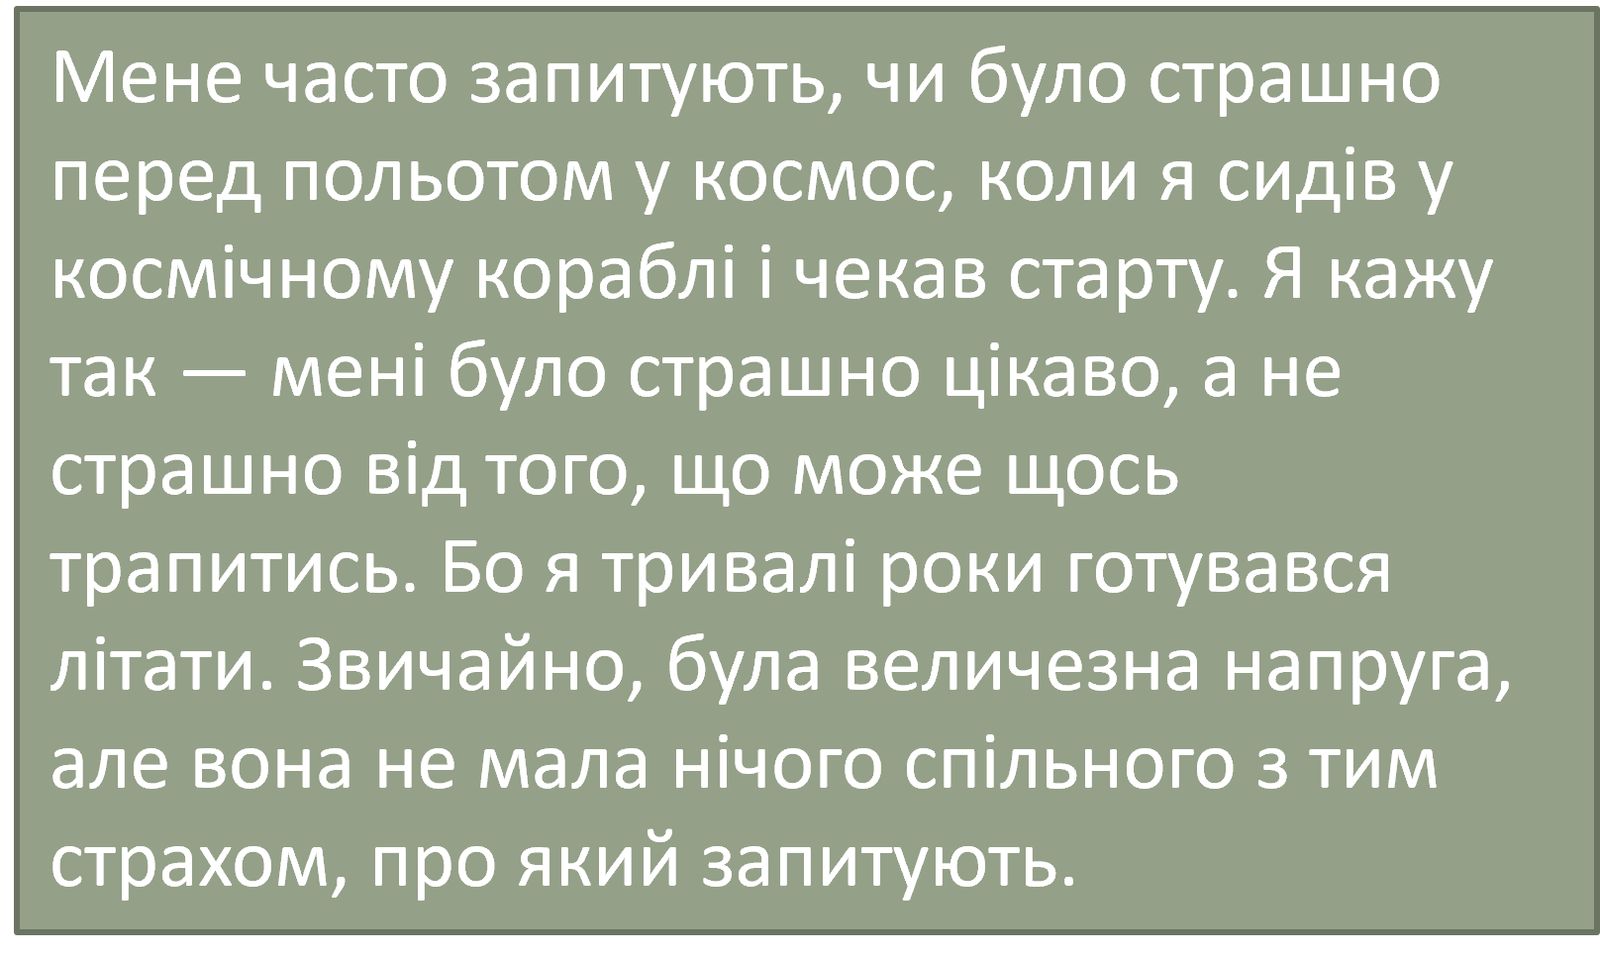 Мене часто запитують, чи було страшно
перед польотом у космос, коли я сидів у
космічному кораблі і чекав старту. Я кажу
так — мені було страшно цікаво, а не
страшно від того, що може щось
трапитись. Бо я тривалі роки готувався
літати. Звичайно, була величезна напруга,
але вона не мала нічого спільного з тим
страхом, про який запитують.